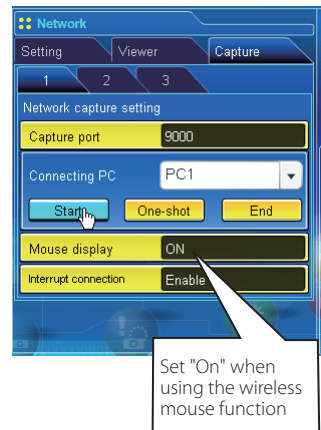 Network
Setting Viewer Capture
1 2 3
Network capture setting
Capture port 9000
Connecting PC PC1
Start One-shot End
Mouse display ON
Interrupt connection Enable
Set "On" when
using the wireless
mouse function